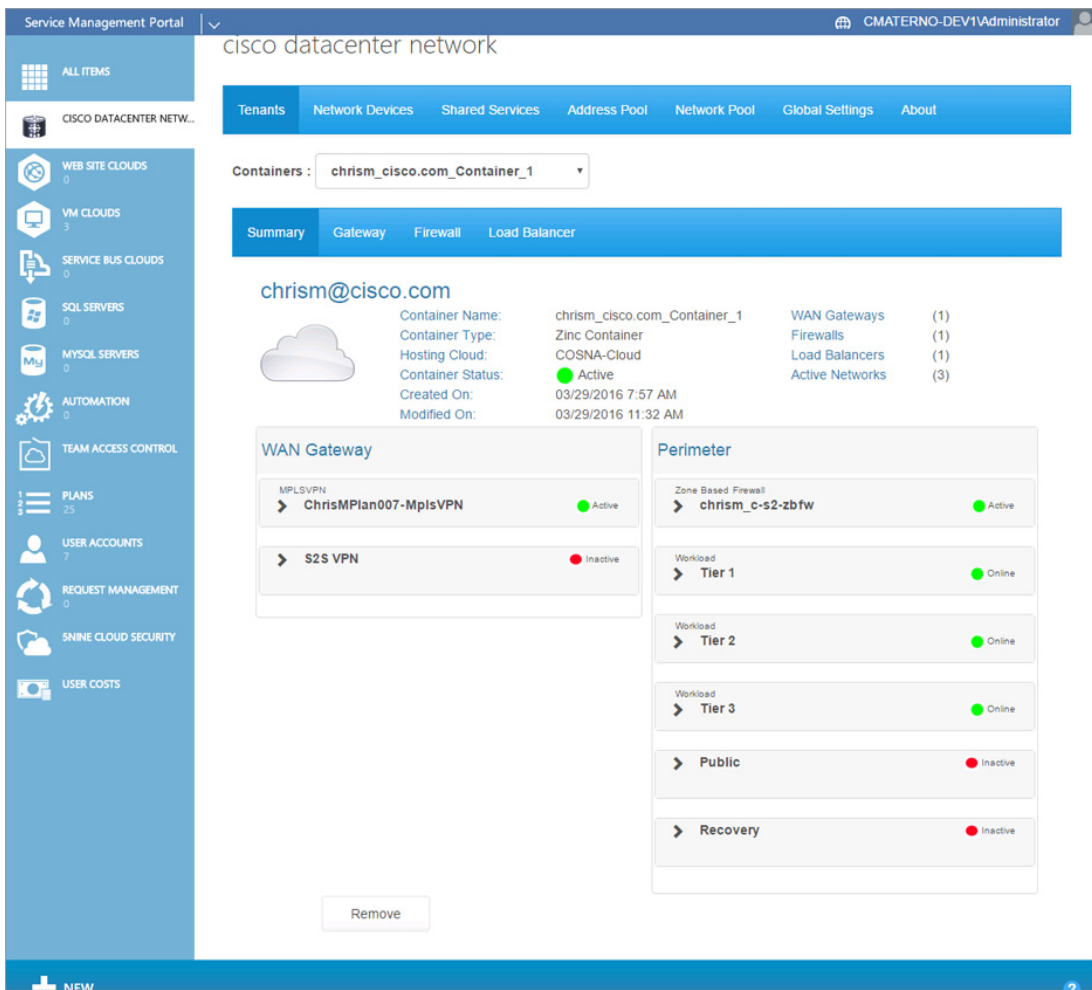 Service Management Portal
CMATERNO-DEV1\Administrator
ALL ITEMS
CISCO DATACENTER NETW...
WEB SITE CLOUDS
0
VM CLOUDS
3
SERVICE BUS CLOUDS
0
SQL SERVERS
0
My
MYSQL SERVERS
0
AUTOMATION
0
TEAM ACCESS CONTROL
1
2
3
PLANS
25
USER ACCOUNTS
7
REQUEST MANAGEMENT
0
5NINE CLOUD SECURITY
USER COSTS
cisco datacenter network
Tenants Network Devices Shared Services Address Pool Network Pool Global Settings About
Containers : chrism_cisco.com_Container_1
Summary Gateway Firewall Load Balancer
chrism@cisco.com
Container Name: chrism_cisco.com_Container_1 WAN Gateways (1)
Container Type: Zinc Container Firewalls (1)
Hosting Cloud: COSNA-Cloud Load Balancers (1)
Container Status: Active Active Networks (3)
Created On: 03/29/2016 7:57 AM
Modified On: 03/29/2016 11:32 AM
WAN Gateway
MPLSVPN
ChrisMPlan007-MplsVPN Active
S2S VPN Inactive
Perimeter
Zone Based Firewall
chrism_c-s2-zbfw Active
Workload
Tier 1 Online
Workload
Tier 2 Online
Workload
Tier 3 Online
Public Inactive
Recovery Inactive
Remove
NEW
?